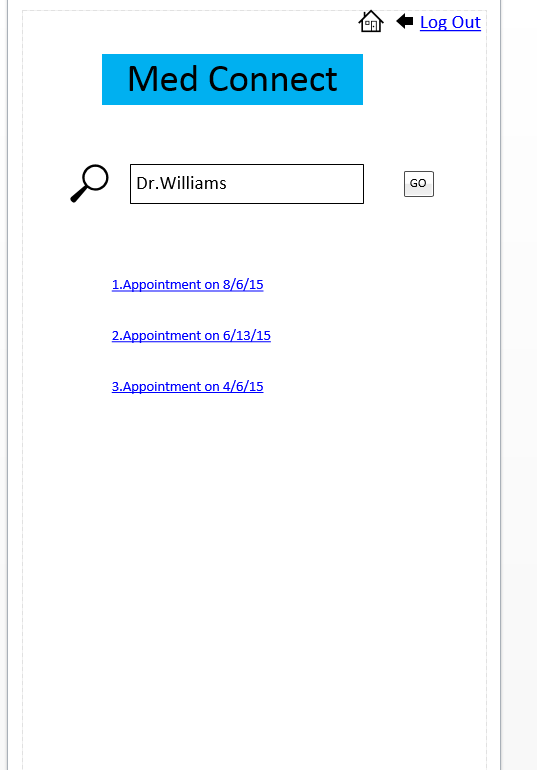 Log Out
Med Connect
Dr.Williams
GO
1.Appointment on 8/6/15
2.Appointment on 6/13/15
3.Appointment on 4/6/15